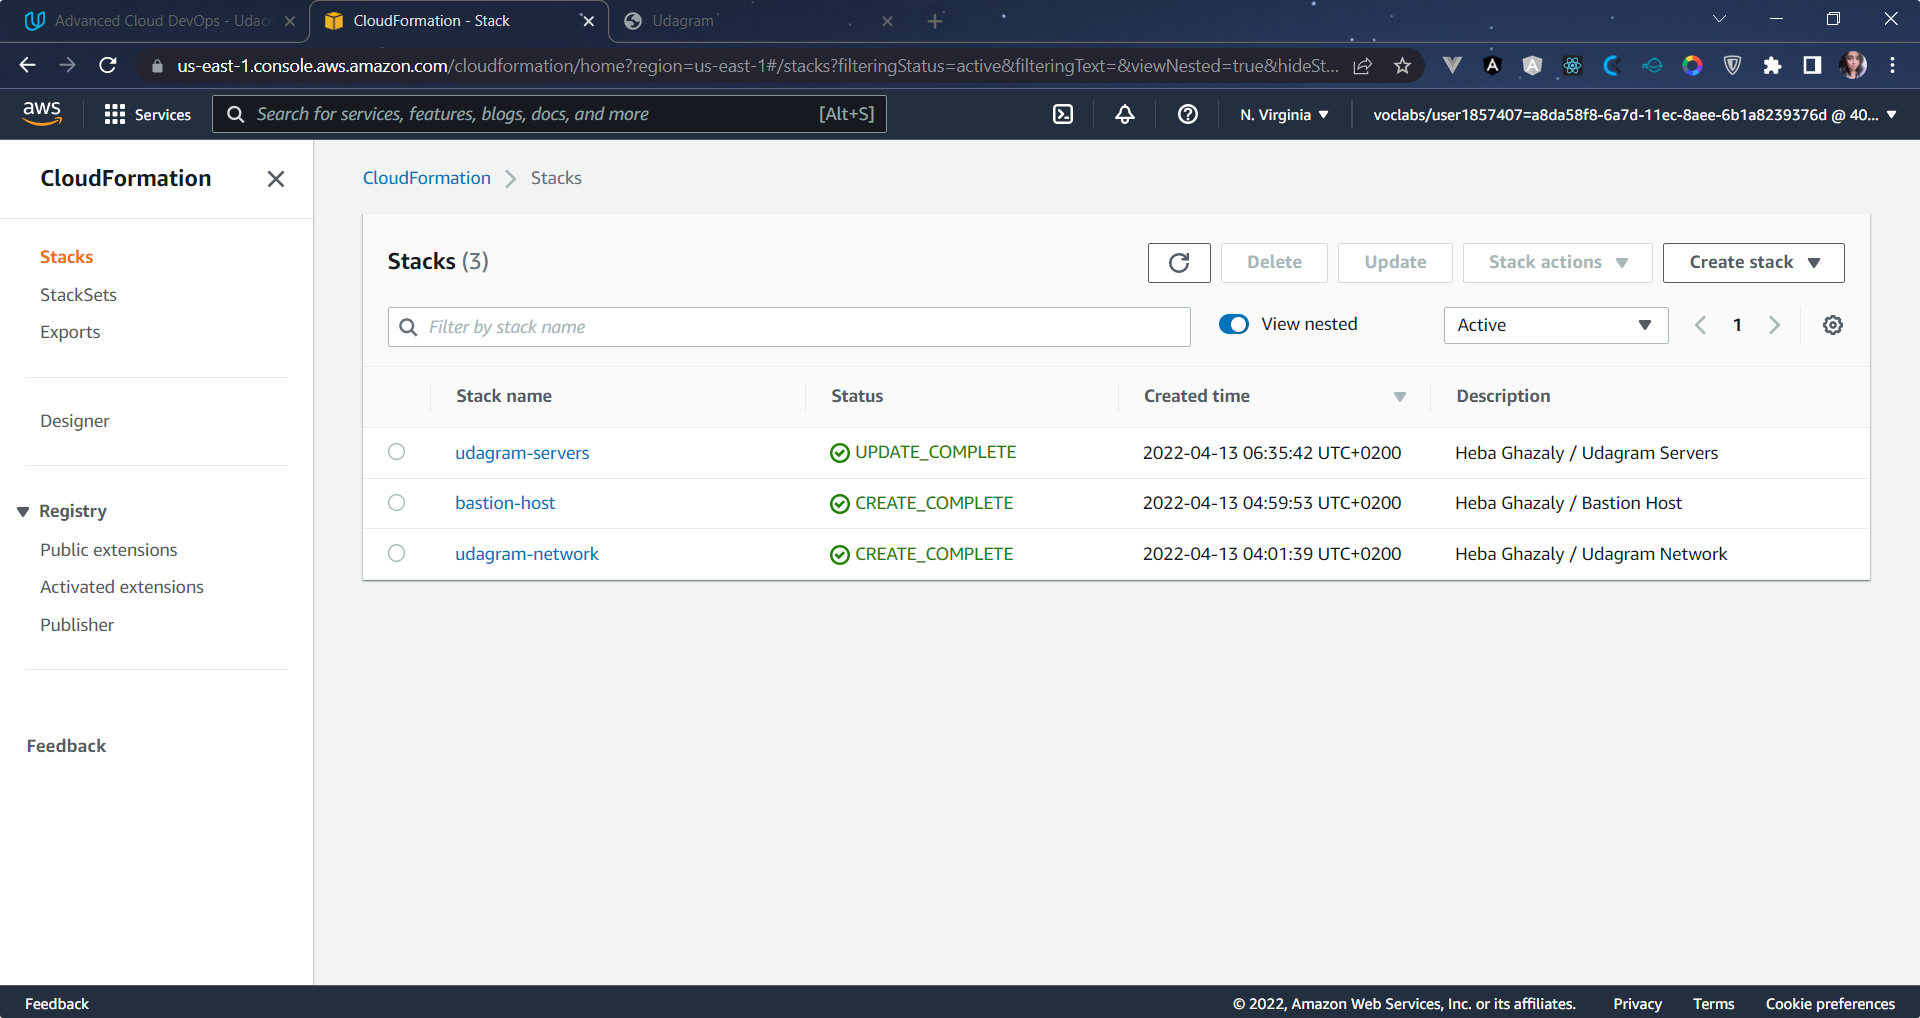 Advanced Cloud DevOps - Udac
CloudFormation - Stack
Udagram
us-east-1.console.aws.amazon.com/cloudformation/home?region=us-east-1#/stacks?filteringStatus=active&filteringText=&viewNested=true&hideSt...
aws
Services
Search for services, features, blogs, docs, and more
[Alt+S]
N. Virginia
voclabs/user1857407=a8da58f8-6a7d-11ec-8aee-6b1a8239376d @ 40...
CloudFormation
Stacks
StackSets
Exports
Designer
Registry
Public extensions
Activated extensions
Publisher
Feedback
CloudFormation
Stacks
Stacks (3)
Delete
Update
Stack actions
Create stack
Filter by stack name
View nested
Active
1
Stack name Status Created time Description
udagram-servers UPDATE_COMPLETE 2022-04-13 06:35:42 UTC+0200 Heba Ghazaly / Udagram Servers
bastion-host CREATE_COMPLETE 2022-04-13 04:59:53 UTC+0200 Heba Ghazaly / Bastion Host
udagram-network CREATE_COMPLETE 2022-04-13 04:01:39 UTC+0200 Heba Ghazaly / Udagram Network
Feedback
© 2022, Amazon Web Services, Inc. or its affiliates.
Privacy
Terms
Cookie preferences